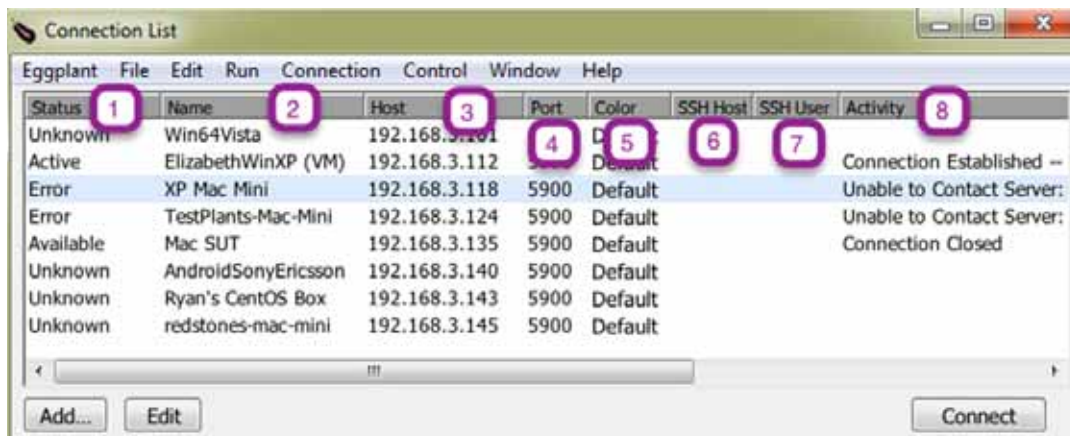 Connection List
Eggplant File Edit Run Connection Control Window Help
Status 1 Name 2 Host 3 Port Color SSH Host SSH User Activity 8
4 5 6 7
Unknown Win64Vista
Active ElizabethWinXP (VM) 192.168.3.112 Default Connection Established --
Error XP Mac Mini 192.168.3.118 5900 Default Unable to Contact Server:
Error TestPlants-Mac-Mini 192.168.3.124 5900 Default Unable to Contact Server:
Available Mac SUT 192.168.3.135 5900 Default Connection Closed
Unknown AndroidSonyEricsson 192.168.3.140 5900 Default
Unknown Ryan's CentOS Box 192.168.3.143 5900 Default
Unknown redstones-mac-mini 192.168.3.145 5900 Default
Add... Edit Connect